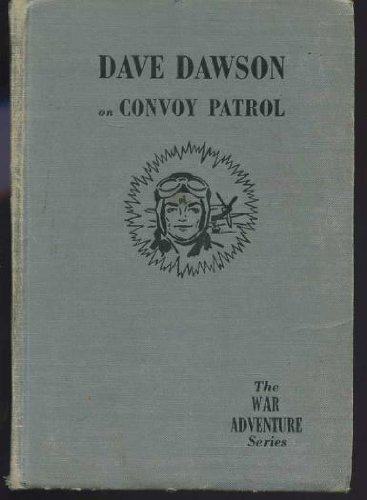 DAVE DAWSON
on CONVOY PATROL
The
WAR
ADVENTURE
Series